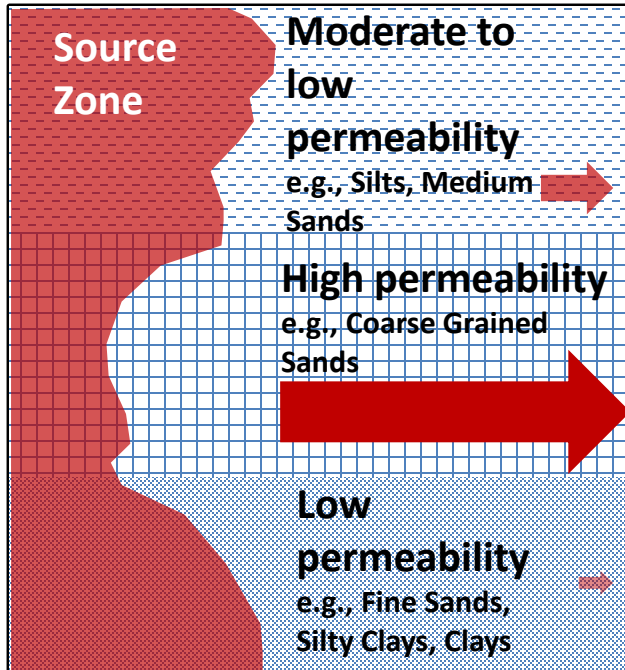 Source
Zone
Moderate to
low
permeability
e.g., Silts, Medium
Sands
High permeability
e.g., Coarse Grained
Sands
Low
permeability
e.g., Fine Sands,
Silty Clays, Clays